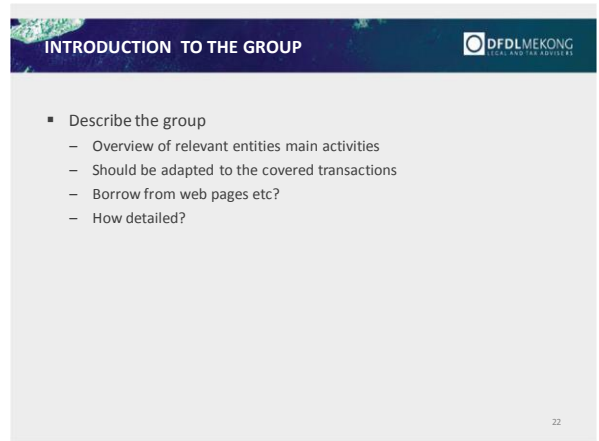 INTRODUCTION TO THE GROUP
DFDLMEKONG
LEGAL AND TAX ADVISERS
▪ Describe the group
– Overview of relevant entities main activities
– Should be adapted to the covered transactions
– Borrow from web pages etc?
– How detailed?
22